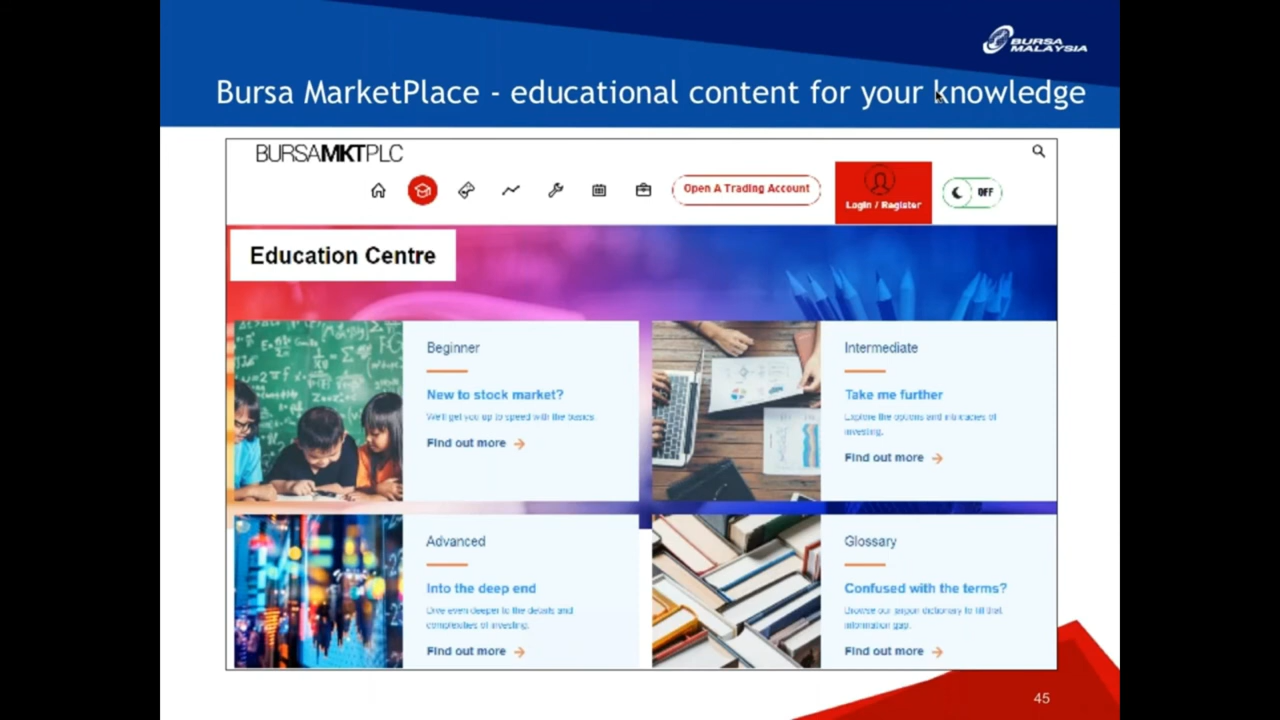 BURSA
MALAYSIA
Bursa MarketPlace - educational content for your knowledge
BURSAMKTPLC
Open A Trading Account
Login / Register
OFF
Education Centre
Beginner
New to stock market?
We'll get you up to speed with the basics.
Find out more
Intermediate
Take me further
Explore the options and intricacies of
investing.
Find out more
Advanced
Into the deep end
Dive even deeper to the details and
complexities of investing.
Find out more
Glossary
Confused with the terms?
Browse our jargon dictionary to fill that
information gap.
Find out more
45